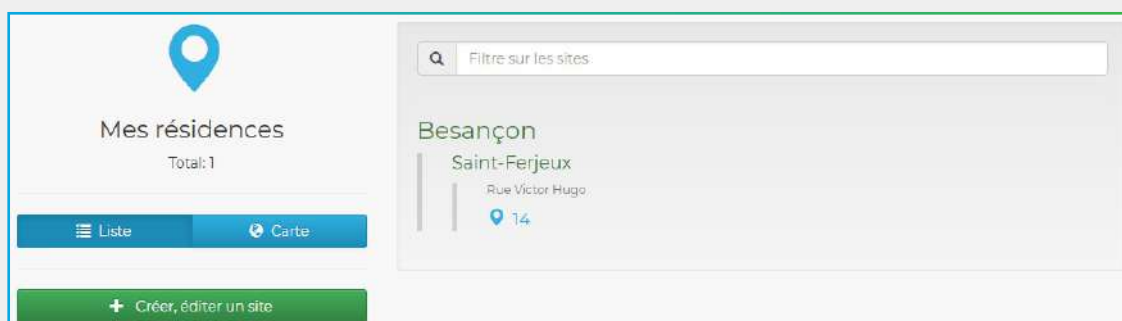 Mes résidences
Total: 1
Liste
Carte
Créer, éditer un site
Filtre sur les sites
Besançon
Saint-Ferjeux
Rue Victor Hugo
14